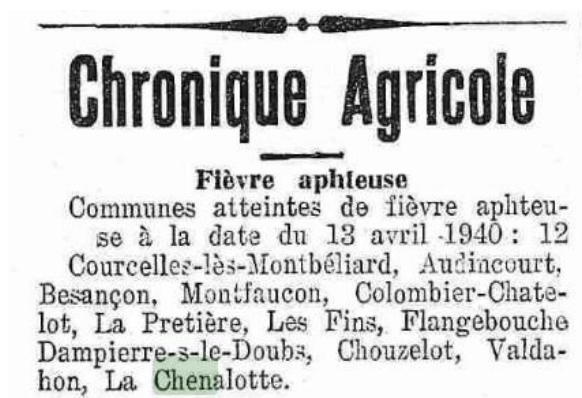 Chronique Agricole
Fièvre aphteuse
Communes atteintes de fièvre aphteu-
se à la date du 13 avril 1940 : 12
Courcelles-lès-Montbéliard, Audincourt,
Besançon, Montfaucon, Colombier-Chate-
lot, La Pretière, Les Fins, Flangebouche
Dampierre-s-le-Doubs, Chouzelot, Valda-
hon, La Chenalotte.